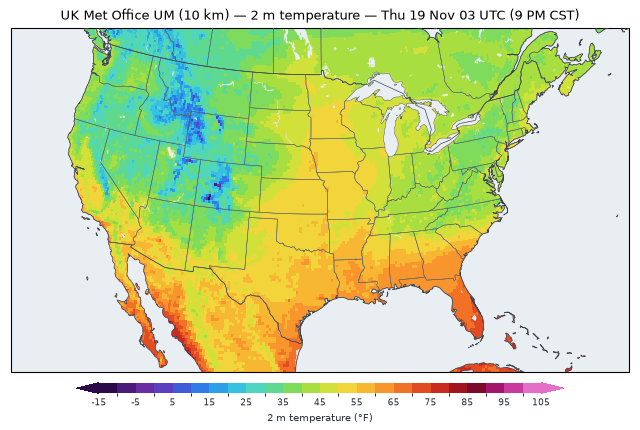 UK Met Office UM (10 km) — 2 m temperature — Thu 19 Nov 03 UTC (9 PM CST)
-15 -5 5 15 25 35 45 55 65 75 85 95 105
2 m temperature (°F)